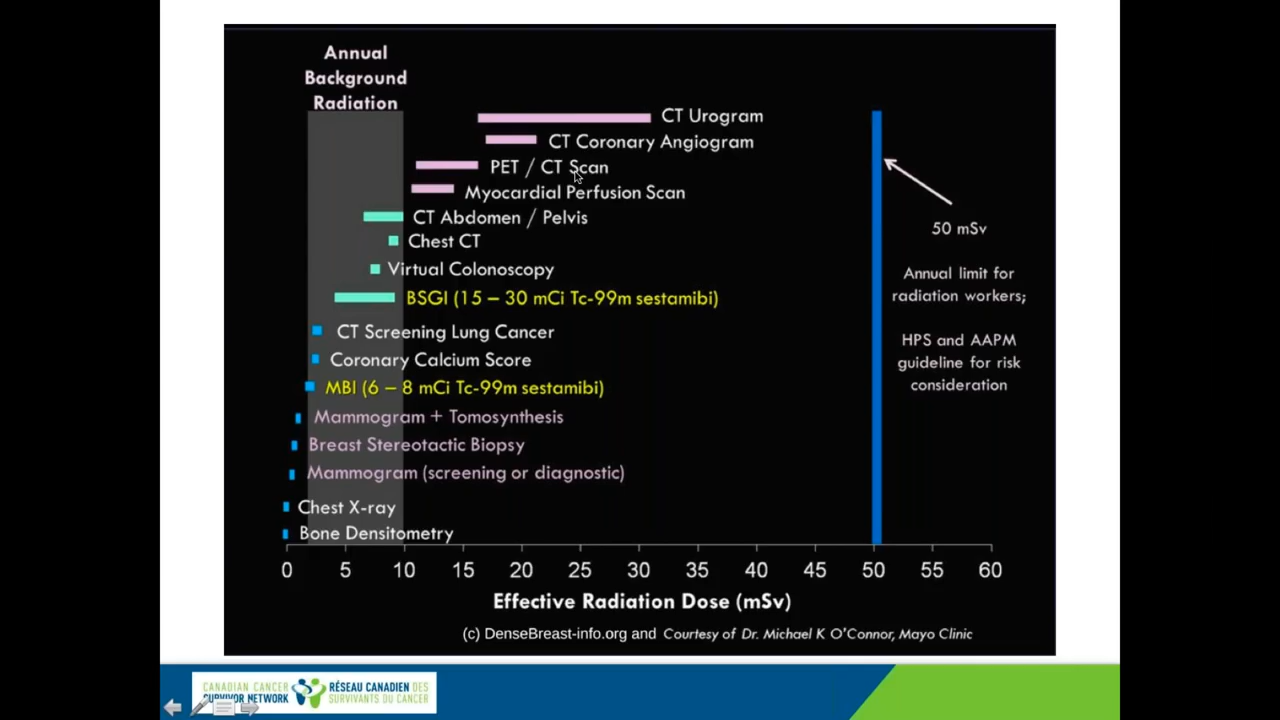 Annual
Background
Radiation
CT Urogram
CT Coronary Angiogram
PET / CT Scan
Myocardial Perfusion Scan
CT Abdomen / Pelvis
Chest CT
Virtual Colonoscopy
BSGI (15 – 30 mCi Tc-99m sestamibi)
CT Screening Lung Cancer
Coronary Calcium Score
MBI (6 – 8 mCi Tc-99m sestamibi)
Mammogram + Tomosynthesis
Breast Stereotactic Biopsy
Mammogram (screening or diagnostic)
Chest X-ray
Bone Densitometry
50 mSv
Annual limit for
radiation workers;
HPS and AAPM
guideline for risk
consideration
0 5 10 15 20 25 30 35 40 45 50 55 60
Effective Radiation Dose (mSv)
(c) DenseBreast-info.org and Courtesy of Dr. Michael K O'Connor, Mayo Clinic
CANADIAN CANCER
SURVIVOR NETWORK
RÉSEAU CANADIEN DES
SURVIVANTS DU CANCER